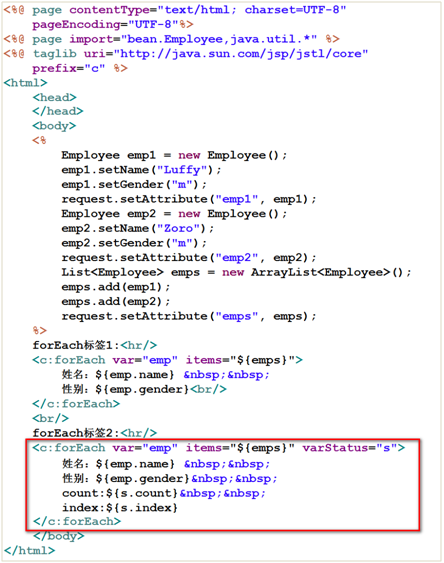 <%@ page contentType="text/html; charset=UTF-8"
pageEncoding="UTF-8"%>
<%@ page import="bean.Employee,java.util.*" %>
<%@ taglib uri="http://java.sun.com/jsp/jstl/core"
prefix="c" %>
<html>
<head>
</head>
<body>
<%
Employee emp1 = new Employee();
emp1.setName("Luffy");
emp1.setGender("m");
request.setAttribute("emp1", emp1);
Employee emp2 = new Employee();
emp2.setName("Zoro");
emp2.setGender("m");
request.setAttribute("emp2", emp2);
List<Employee> emps = new ArrayList<Employee>();
emps.add(emp1);
emps.add(emp2);
request.setAttribute("emps", emps);
%>
forEach标签1:<hr/>
<c:forEach var="emp" items="${emps}">
姓名：${emp.name} &nbsp;&nbsp;
性别：${emp.gender}<br/>
</c:forEach>
<br/>
forEach标签2:<hr/>
<c:forEach var="emp" items="${emps}" varStatus="s">
姓名：${emp.name} &nbsp;&nbsp;
性别：${emp.gender}&nbsp;&nbsp;
count:${s.count}&nbsp;&nbsp;
index:${s.index}
</c:forEach>
</body>
</html>